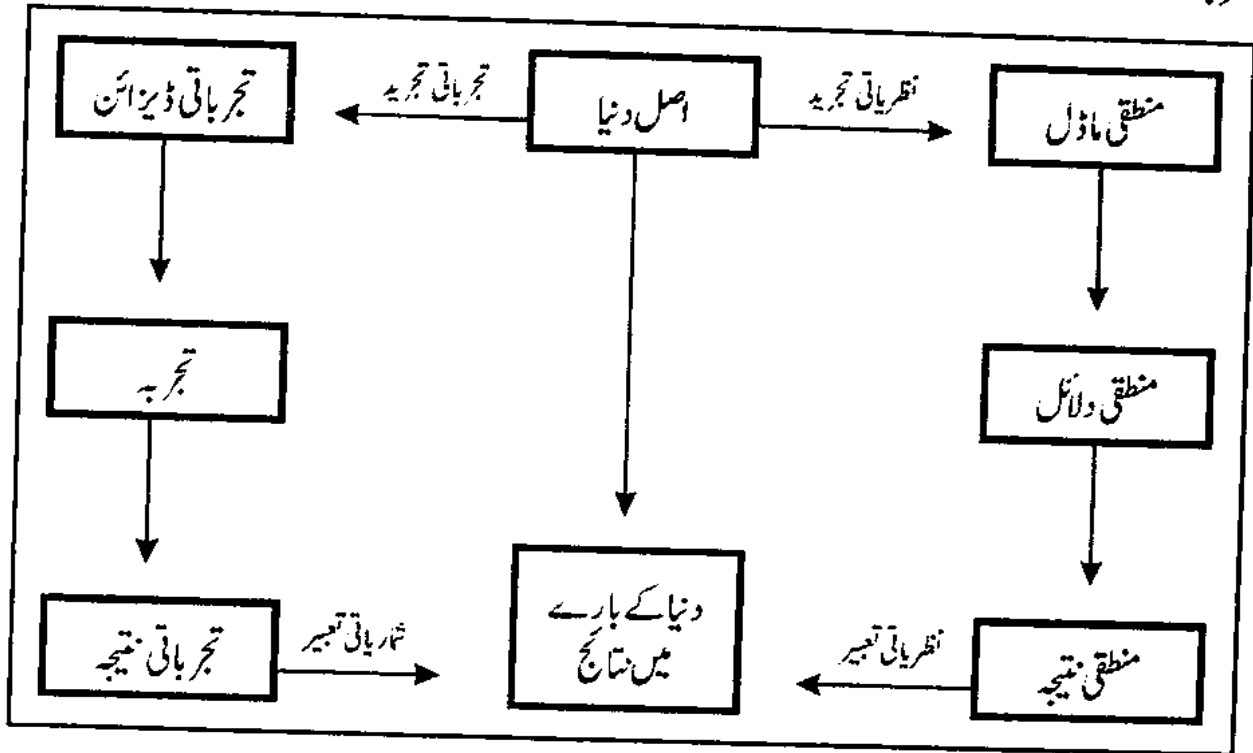 منطقی ماڈل
نظریاتی تجرید
اصل دنیا
تجرباتی تجرید
تجرباتی ڈیزائن
منطقی دلائل
تجربہ
منطقی نتیجہ
نظریاتی تعبیر
دنیا کے بارے
میں نتائج
شماریاتی تعبیر
تجرباتی نتیجہ